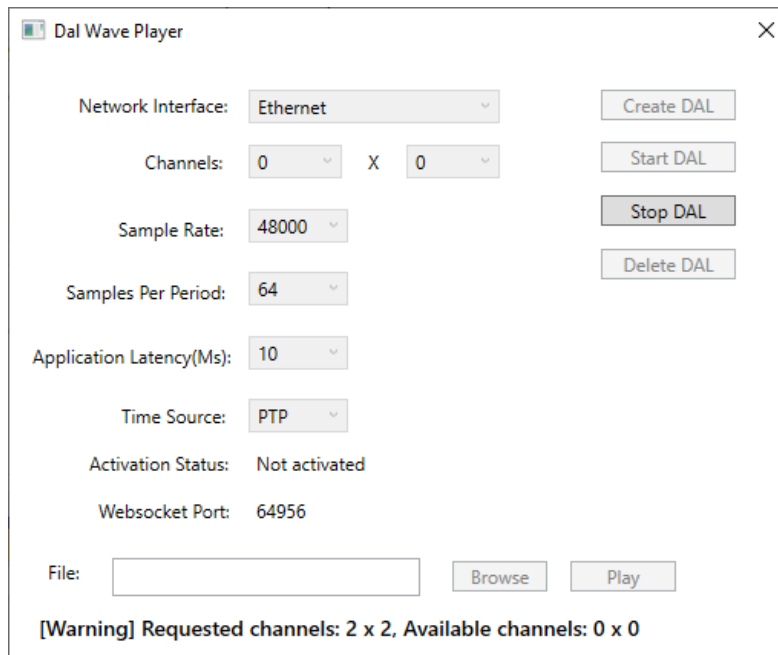 Dal Wave Player
Network Interface: Ethernet Create DAL
Channels: 0 X 0 Start DAL
Sample Rate: 48000 Stop DAL
Samples Per Period: 64 Delete DAL
Application Latency(Ms): 10
Time Source: PTP
Activation Status: Not activated
Websocket Port: 64956
File: Browse Play
[Warning] Requested channels: 2 x 2, Available channels: 0 x 0